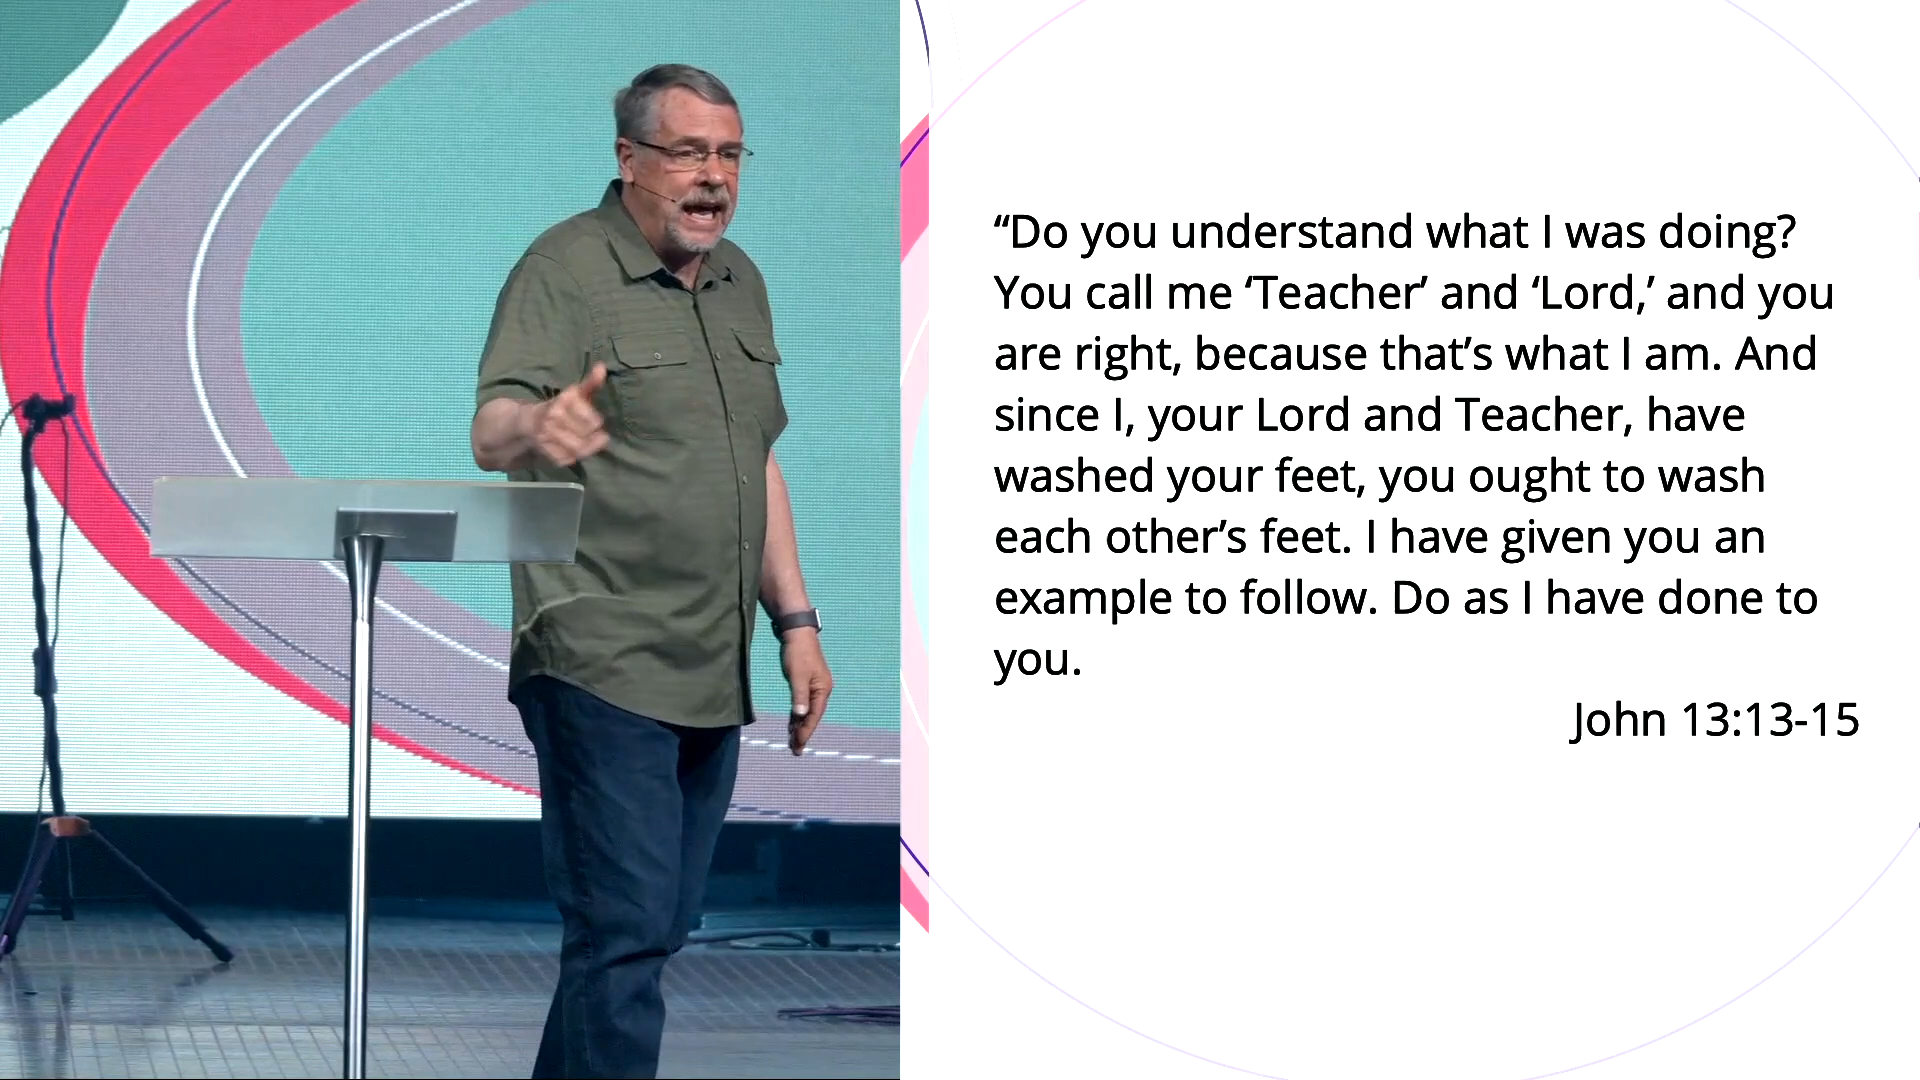 “Do you understand what I was doing?
You call me ‘Teacher’ and ‘Lord,’ and you
are right, because that’s what I am. And
since I, your Lord and Teacher, have
washed your feet, you ought to wash
each other’s feet. I have given you an
example to follow. Do as I have done to
you.
John 13:13-15